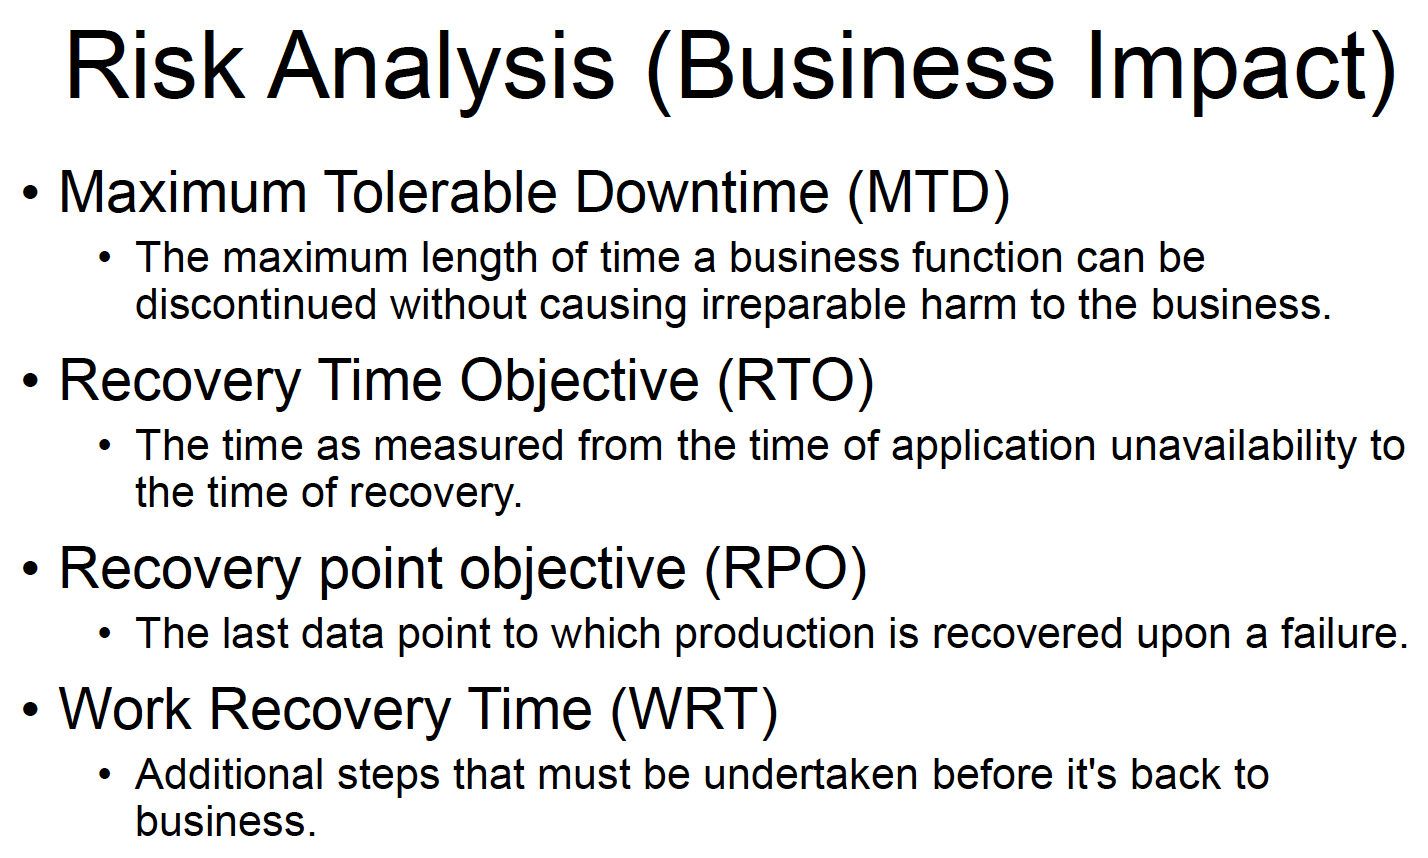 Risk Analysis (Business Impact)
• Maximum Tolerable Downtime (MTD)
• The maximum length of time a business function can be
discontinued without causing irreparable harm to the business.
• Recovery Time Objective (RTO)
• The time as measured from the time of application unavailability to
the time of recovery.
• Recovery point objective (RPO)
• The last data point to which production is recovered upon a failure.
• Work Recovery Time (WRT)
• Additional steps that must be undertaken before it's back to
business.